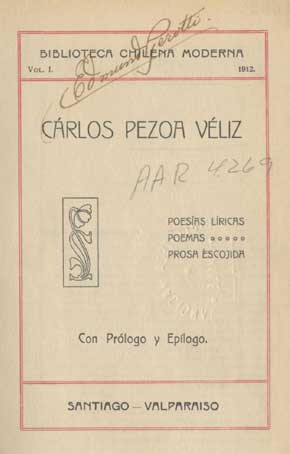 BIBLIOTECA CHILENA MODERNA
VOL. I. 1912.
CÁRLOS PEZOA VÉLIZ
AAR 4269
POESÍAS LÍRICAS
POEMAS
PROSA ESCOJIDA
Con Prólogo y Epílogo.
SANTIAGO — VALPARAISO